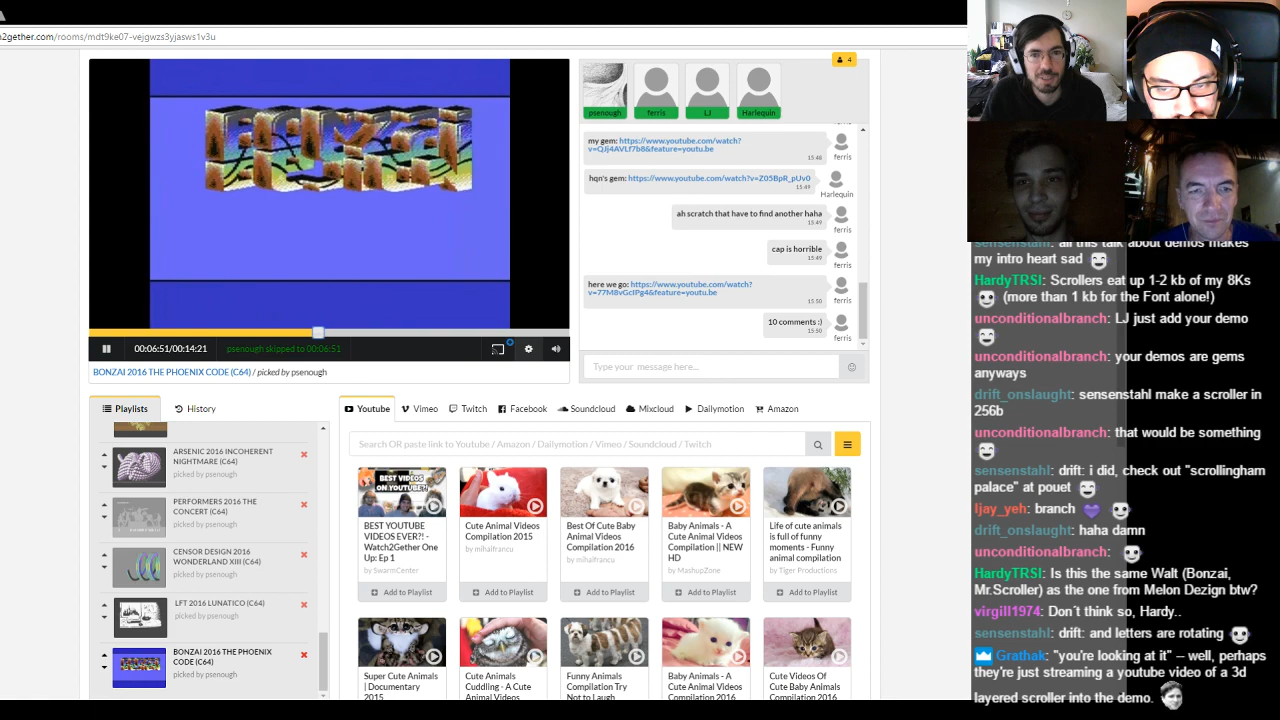 n2gether.com/rooms/mdt9ke07-vejgwzs3yjasws1v3u
BONZAI
00:06:51/00:14:21
psenough skipped to 00:06:51
BONZAI 2016 THE PHOENIX CODE (C64) / picked by psenough
4
psenough
ferris
LJ
Harlequin
my gem: https://www.youtube.com/watch?
v=QJj4AVLf7b8&feature=youtu.be
15:48
ferris
hqn's gem: https://www.youtube.com/watch?v=Z05BpR_pUv0
15:49
Harlequin
ah scratch that have to find another haha
15:49
ferris
cap is horrible
15:49
ferris
here we go: https://www.youtube.com/watch?
v=77M8vGcIPg4&feature=youtu.be
15:50
ferris
10 comments :)
15:50
ferris
Type your message here...
Playlists
History
ARSENIC 2016 INCOHERENT
NIGHTMARE (C64)
picked by psenough
PERFORMERS 2016 THE
CONCERT (C64)
picked by psenough
CENSOR DESIGN 2016
WONDERLAND XIII (C64)
picked by psenough
LFT 2016 LUNATICO (C64)
picked by psenough
BONZAI 2016 THE PHOENIX
CODE (C64)
picked by psenough
Youtube
Vimeo
Twitch
Facebook
Soundcloud
Mixcloud
Dailymotion
Amazon
Search OR paste link to Youtube / Amazon / Dailymotion / Vimeo / Soundcloud / Twitch
BEST VIDEOS
ON YOUTUBE?!
BEST YOUTUBE
VIDEOS EVER?! -
Watch2Gether One
Up: Ep 1
by SwarmCenter
Add to Playlist
Cute Animal Videos
Compilation 2015
by mihaifrancu
Add to Playlist
Best Of Cute Baby
Animals Compilation
2016
by mihaifrancu
Add to Playlist
Baby Animals - A
Cute Animal Videos
Compilation || NEW
HD
by MashupZone
Add to Playlist
Life of cute animals
is full of funny
moments - Funny
animal compilation
by Tiger Productions
Add to Playlist
Super Cute Animals
| Documentary
2015
Cute Animals
Cuddling - A Cute
Animal Videos
Funny Animals
Compilation Try
Not to Laugh
Baby Animals - A
Cute Animal Videos
Compilation 2016
Cute Videos Of
Cute Baby Animals
Compilation 2016
sensenstahl: all this talk about demos makes
my intro heart sad
HardyTRSI: Scrollers eat up 1-2 kb of my 8Ks
(more than 1 kb for the Font alone!)
unconditionalbranch: LJ just add your demo
unconditionalbranch: your demos are gems
anyways
drift_onslaught: sensenstahl make a scroller in
256b
unconditionalbranch: that would be something
sensenstahl: drift: i did, check out "scrollingham
palace" at pouet
ljay_yeh: branch
drift_onslaught: haha damn
unconditionalbranch:
HardyTRSI: Is this the same Walt (Bonzai,
Mr.Scroller) as the one from Melon Dezign btw?
virgill1974: Don´t think so, Hardy..
sensenstahl: drift: and letters are rotating
Grathak: "you're looking at it" -- well, perhaps
they're just streaming a youtube video of a 3d
layered scroller into the demo.